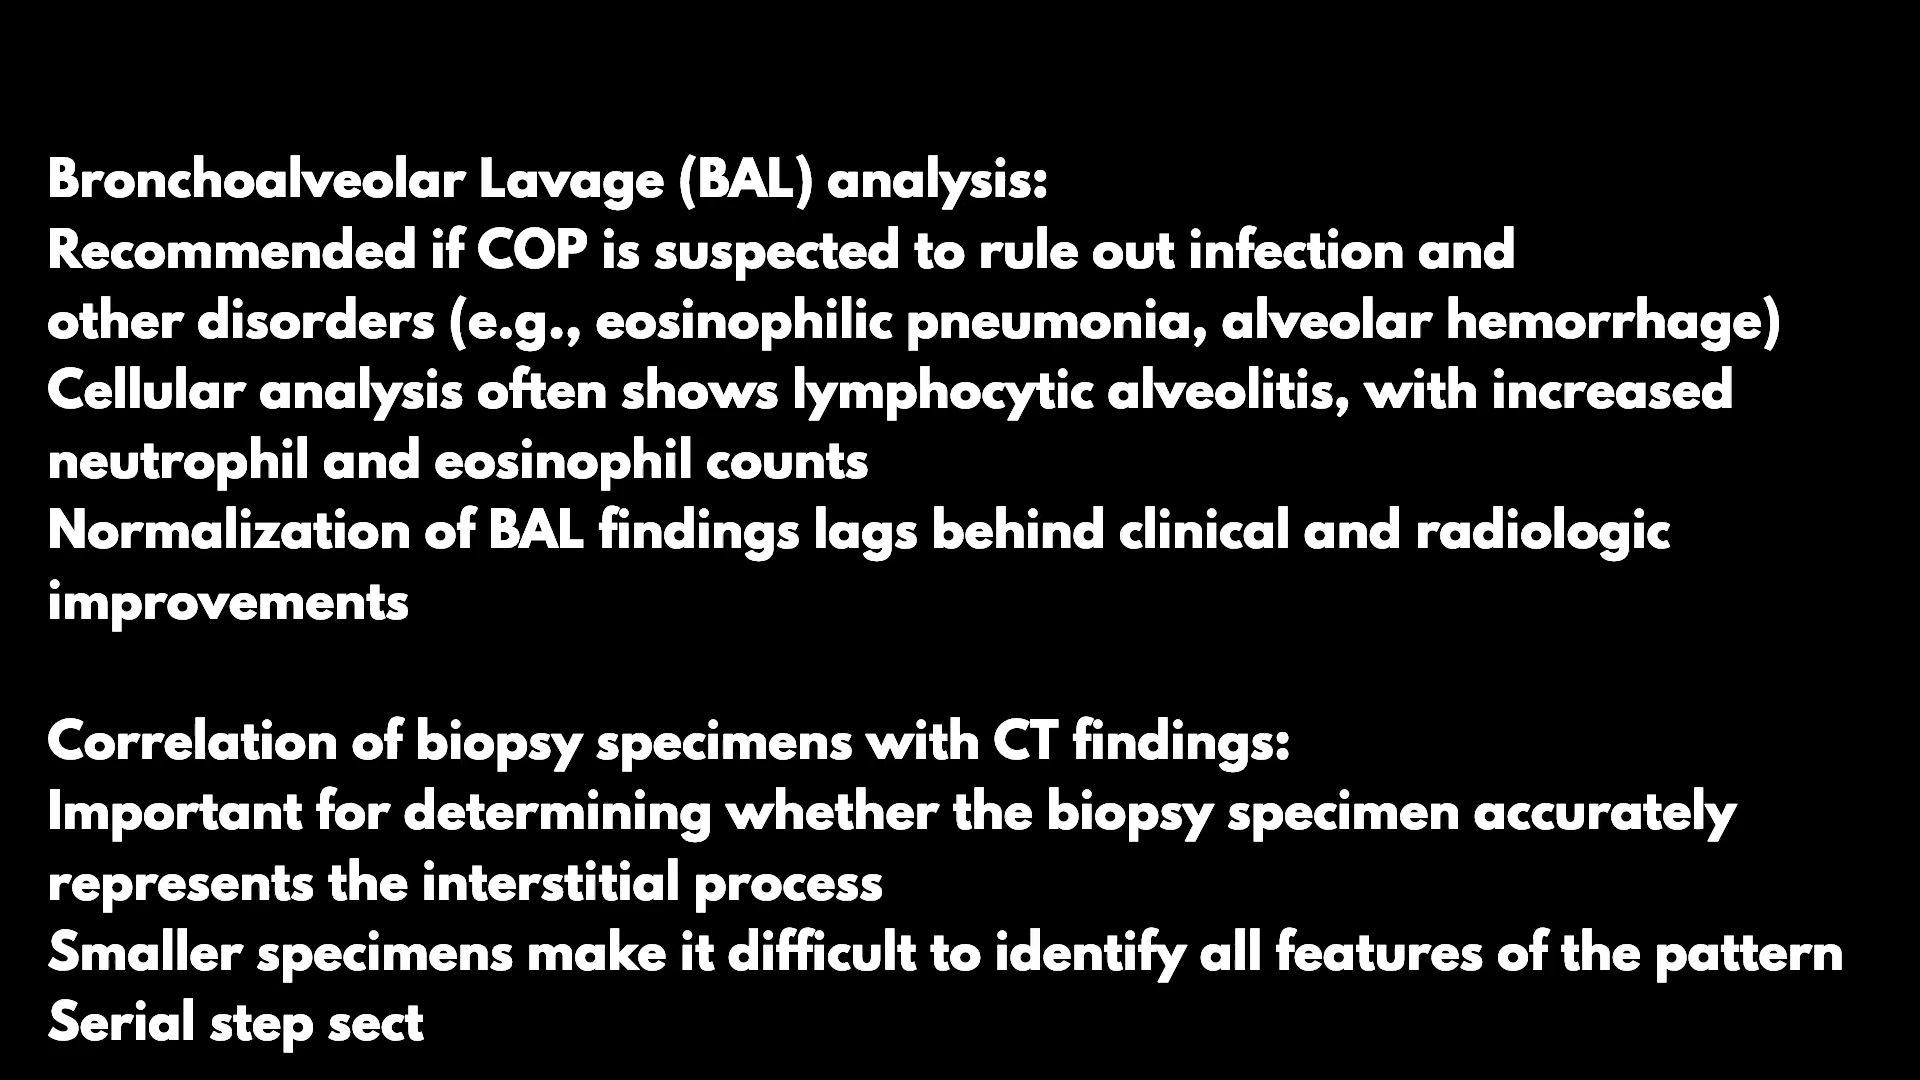 Bronchoalveolar Lavage (BAL) analysis:
Recommended if COP is suspected to rule out infection and
other disorders (e.g., eosinophilic pneumonia, alveolar hemorrhage)
Cellular analysis often shows lymphocytic alveolitis, with increased
neutrophil and eosinophil counts
Normalization of BAL findings lags behind clinical and radiologic
improvements
Correlation of biopsy specimens with CT findings:
Important for determining whether the biopsy specimen accurately
represents the interstitial process
Smaller specimens make it difficult to identify all features of the pattern
Serial step sect